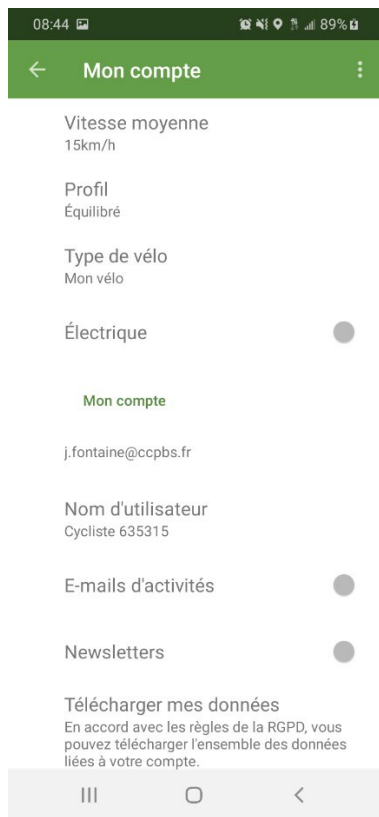 08:44 89%
Mon compte
Vitesse moyenne
15km/h
Profil
Équilibré
Type de vélo
Mon vélo
Électrique
Mon compte
j.fontaine@ccpbs.fr
Nom d'utilisateur
Cycliste 635315
E-mails d'activités
Newsletters
Télécharger mes données
En accord avec les règles de la RGPD, vous
pouvez télécharger l'ensemble des données
liées à votre compte.